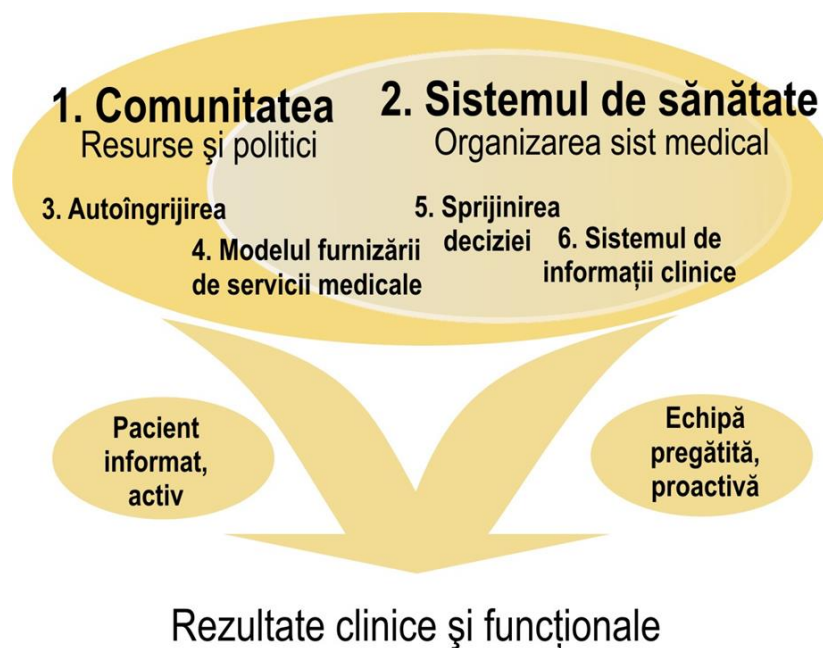 1. Comunitatea
Resurse şi politici
2. Sistemul de sănătate
Organizarea sist medical
3. Autoîngrijirea
4. Modelul furnizării
de servicii medicale
5. Sprijinirea
deciziei
6. Sistemul de
informații clinice
Pacient
informat,
activ
Echipă
pregătită,
proactivă
Rezultate clinice şi funcționale